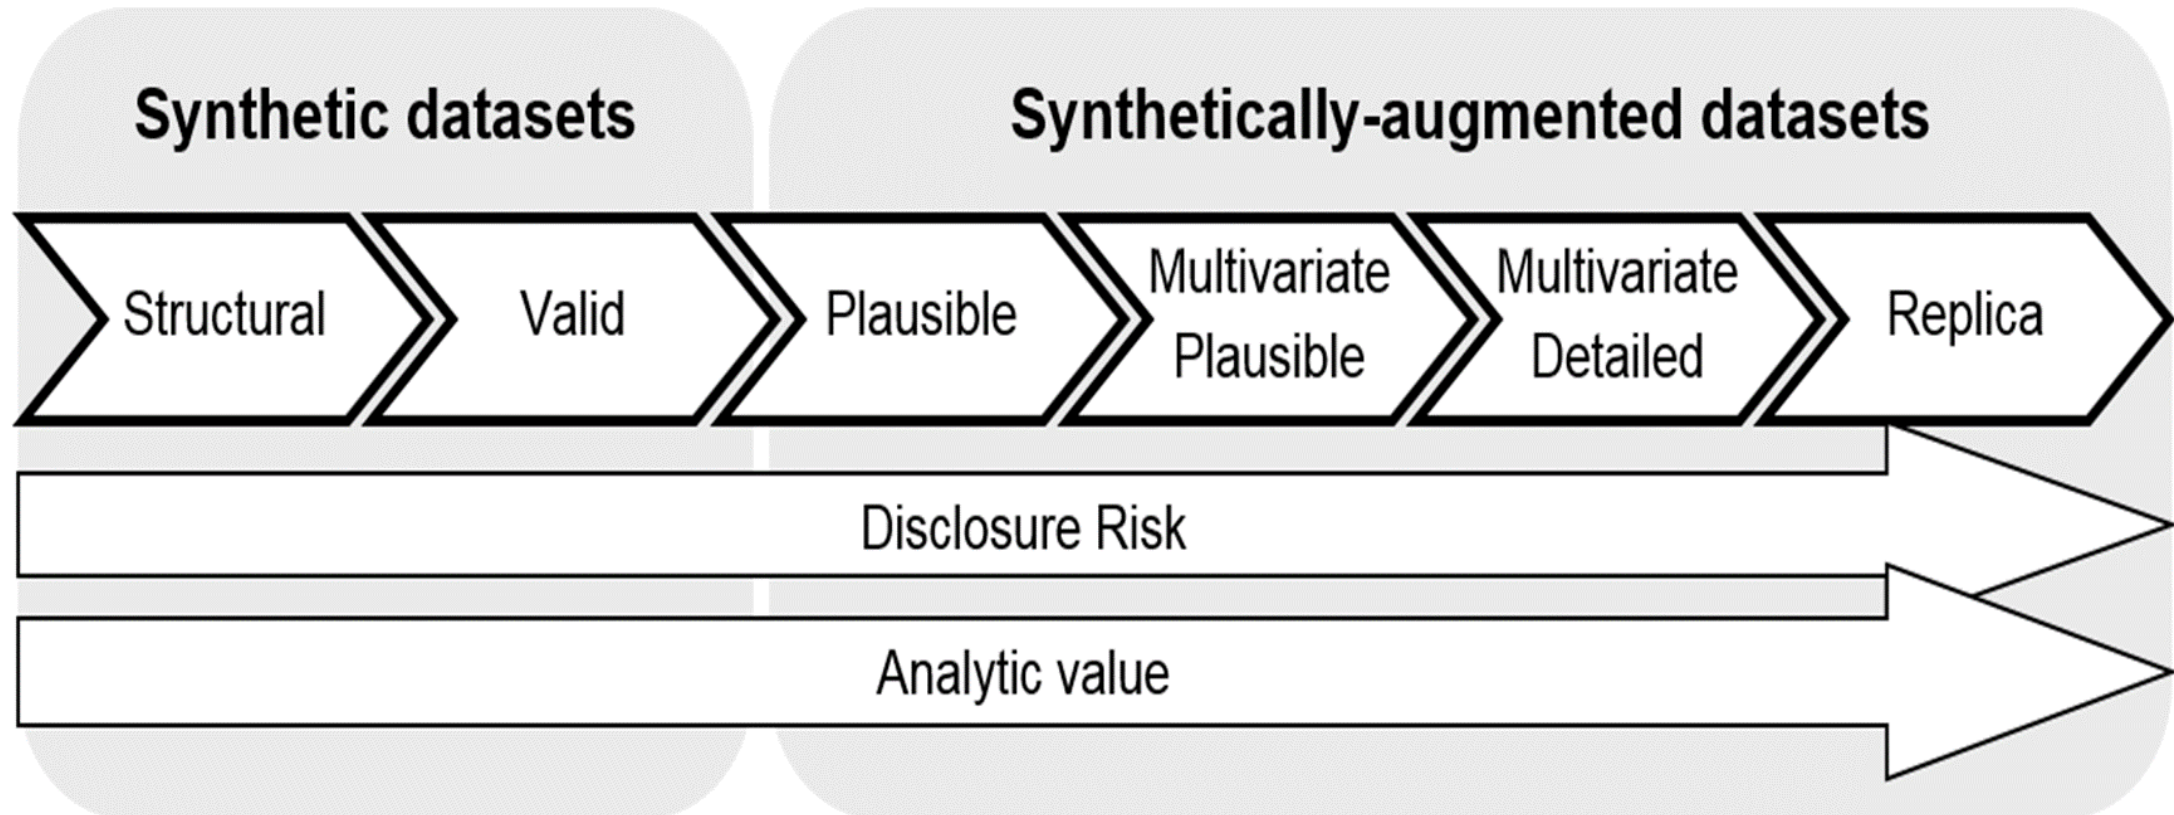 Synthetic datasets
Synthetically-augmented datasets
Structural
Valid
Plausible
Multivariate
Plausible
Multivariate
Detailed
Replica
Disclosure Risk
Analytic value